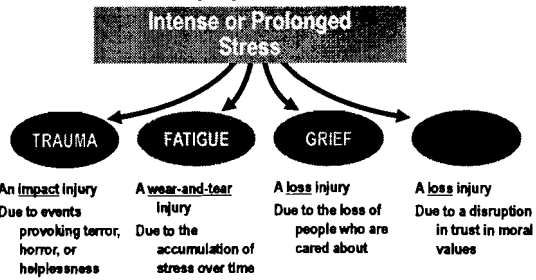 Intense or Prolonged
Stress
TRAUMA
FATIGUE
GRIEF
An impact injury
Due to events
provoking terror,
horror, or
helplessness
A wear-and-tear
injury
Due to the
accumulation of
stress over time
A loss injury
Due to the loss of
people who are
cared about
A loss injury
Due to a disruption
in trust in moral
values